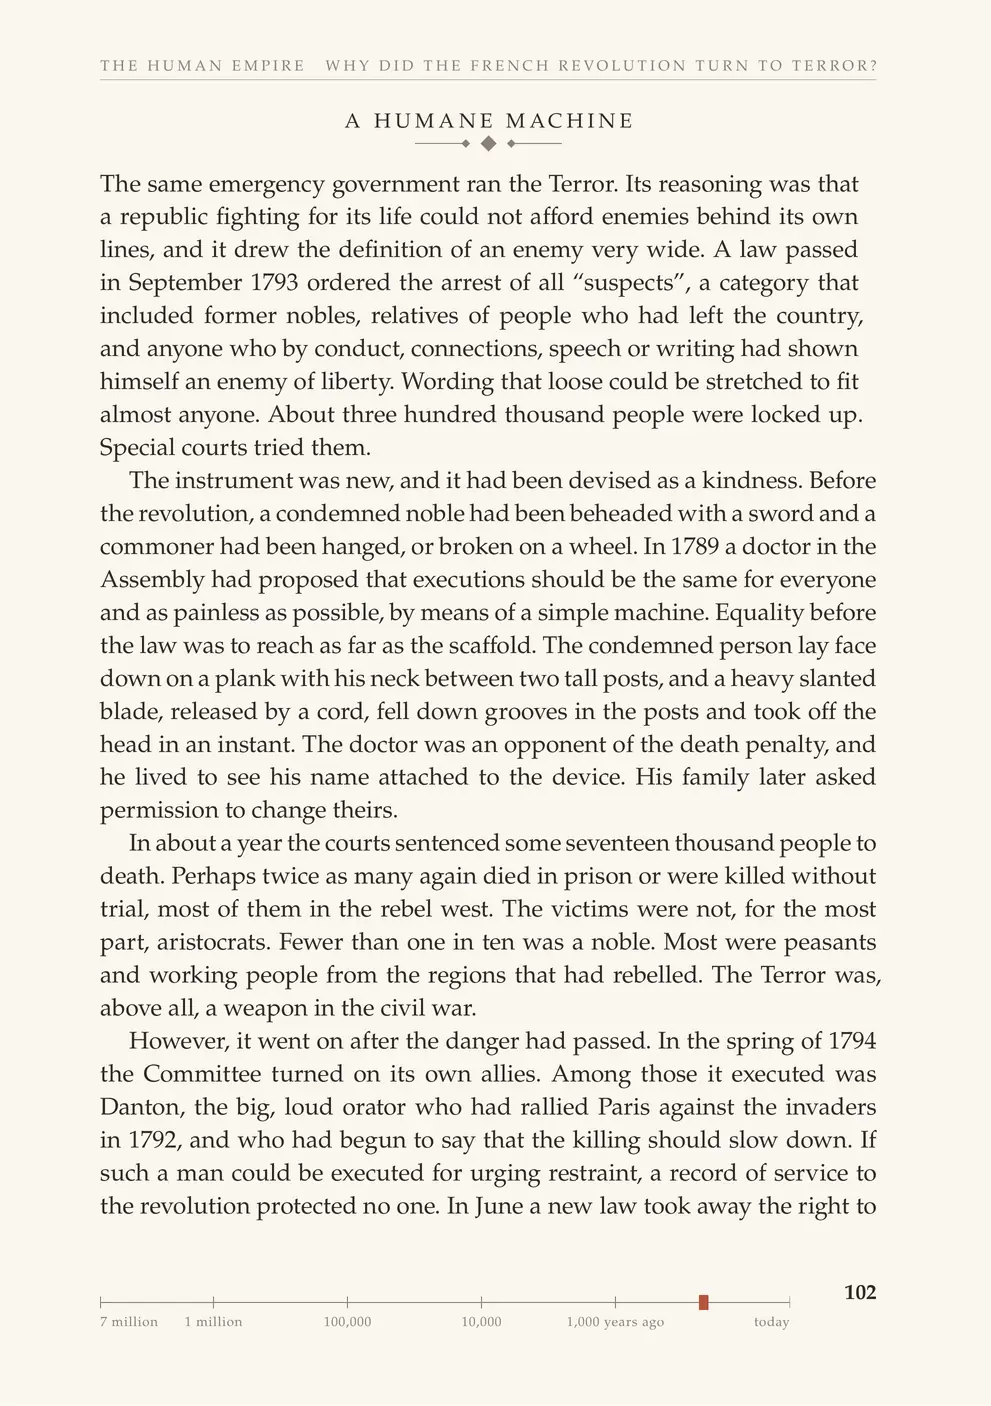 THE HUMAN EMPIRE WHY DID THE FRENCH REVOLUTION TURN TO TERROR?
A HUMANE MACHINE
The same emergency government ran the Terror. Its reasoning was that
a republic fighting for its life could not afford enemies behind its own
lines, and it drew the definition of an enemy very wide. A law passed
in September 1793 ordered the arrest of all “suspects”, a category that
included former nobles, relatives of people who had left the country,
and anyone who by conduct, connections, speech or writing had shown
himself an enemy of liberty. Wording that loose could be stretched to fit
almost anyone. About three hundred thousand people were locked up.
Special courts tried them.
The instrument was new, and it had been devised as a kindness. Before
the revolution, a condemned noble had been beheaded with a sword and a
commoner had been hanged, or broken on a wheel. In 1789 a doctor in the
Assembly had proposed that executions should be the same for everyone
and as painless as possible, by means of a simple machine. Equality before
the law was to reach as far as the scaffold. The condemned person lay face
down on a plank with his neck between two tall posts, and a heavy slanted
blade, released by a cord, fell down grooves in the posts and took off the
head in an instant. The doctor was an opponent of the death penalty, and
he lived to see his name attached to the device. His family later asked
permission to change theirs.
In about a year the courts sentenced some seventeen thousand people to
death. Perhaps twice as many again died in prison or were killed without
trial, most of them in the rebel west. The victims were not, for the most
part, aristocrats. Fewer than one in ten was a noble. Most were peasants
and working people from the regions that had rebelled. The Terror was,
above all, a weapon in the civil war.
However, it went on after the danger had passed. In the spring of 1794
the Committee turned on its own allies. Among those it executed was
Danton, the big, loud orator who had rallied Paris against the invaders
in 1792, and who had begun to say that the killing should slow down. If
such a man could be executed for urging restraint, a record of service to
the revolution protected no one. In June a new law took away the right to
102
7 million 1 million 100,000 10,000 1,000 years ago today